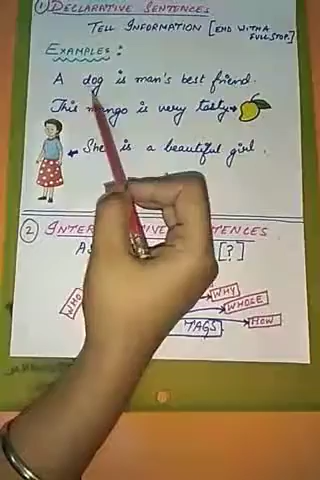 1) DECLARATIVE SENTENCES
TELL INFORMATION [END WITH A FULLSTOP.]
EXAMPLES :
A dog is man's best friend.
This mango is very tasty
She is a beautiful girl.
2 SENTENCES
[?]
WHO WHY
WHOSE
TAGS HOW